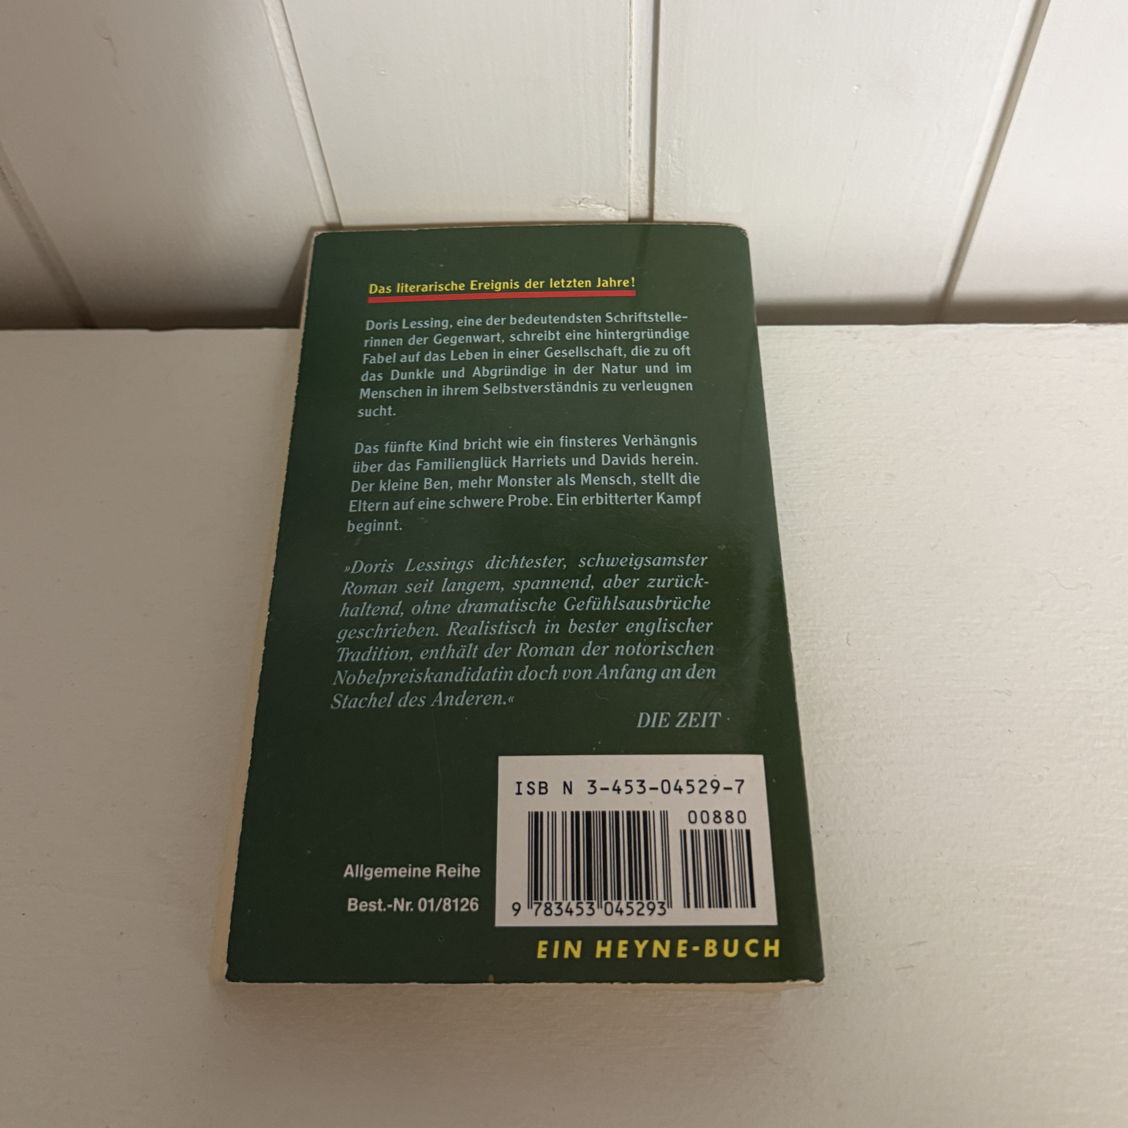 Das literarische Ereignis der letzten Jahre!
Doris Lessing, eine der bedeutendsten Schriftstelle-
rinnen der Gegenwart, schreibt eine hintergründige
Fabel auf das Leben in einer Gesellschaft, die zu oft
das Dunkle und Abgründige in der Natur und im
Menschen in ihrem Selbstverständnis zu verleugnen
sucht.
Das fünfte Kind bricht wie ein finsteres Verhängnis
über das Familienglück Harriets und Davids herein.
Der kleine Ben, mehr Monster als Mensch, stellt die
Eltern auf eine schwere Probe. Ein erbitterter Kampf
beginnt.
»Doris Lessings dichtester, schweigsamster
Roman seit langem, spannend, aber zurück-
haltend, ohne dramatische Gefühlsausbrüche
geschrieben. Realistisch in bester englischer
Tradition, enthält der Roman der notorischen
Nobelpreiskandidatin doch von Anfang an den
Stachel des Anderen.«
DIE ZEIT
ISB N 3-453-04529-7
00880
9 783453 045293
Allgemeine Reihe
Best.-Nr. 01/8126
EIN HEYNE-BUCH